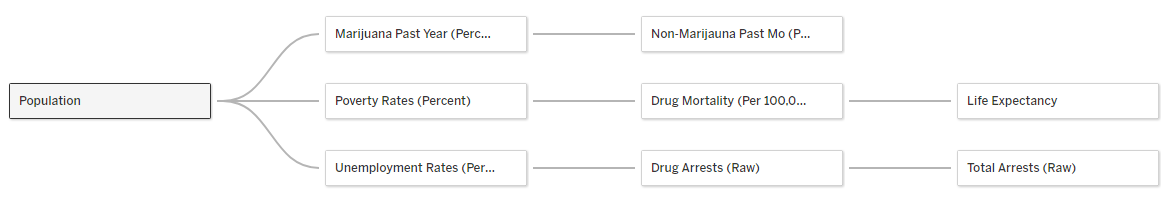 Marijuana Past Year (Perc...
Non-Marijauna Past Mo (P...
Population
Poverty Rates (Percent)
Drug Mortality (Per 100,0...
Life Expectancy
Unemployment Rates (Per...
Drug Arrests (Raw)
Total Arrests (Raw)